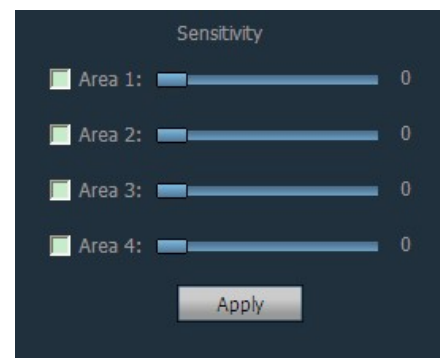 Sensitivity
Area 1: 0
Area 2: 0
Area 3: 0
Area 4: 0
Apply